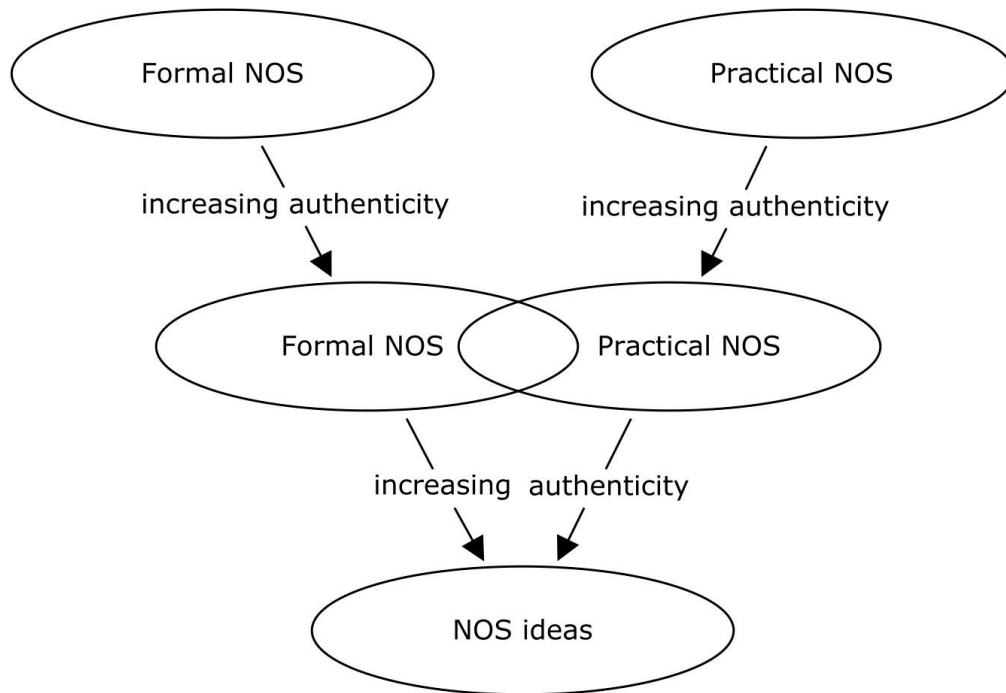 Formal NOS
Practical NOS
increasing authenticity
increasing authenticity
Formal NOS
Practical NOS
increasing authenticity
NOS ideas